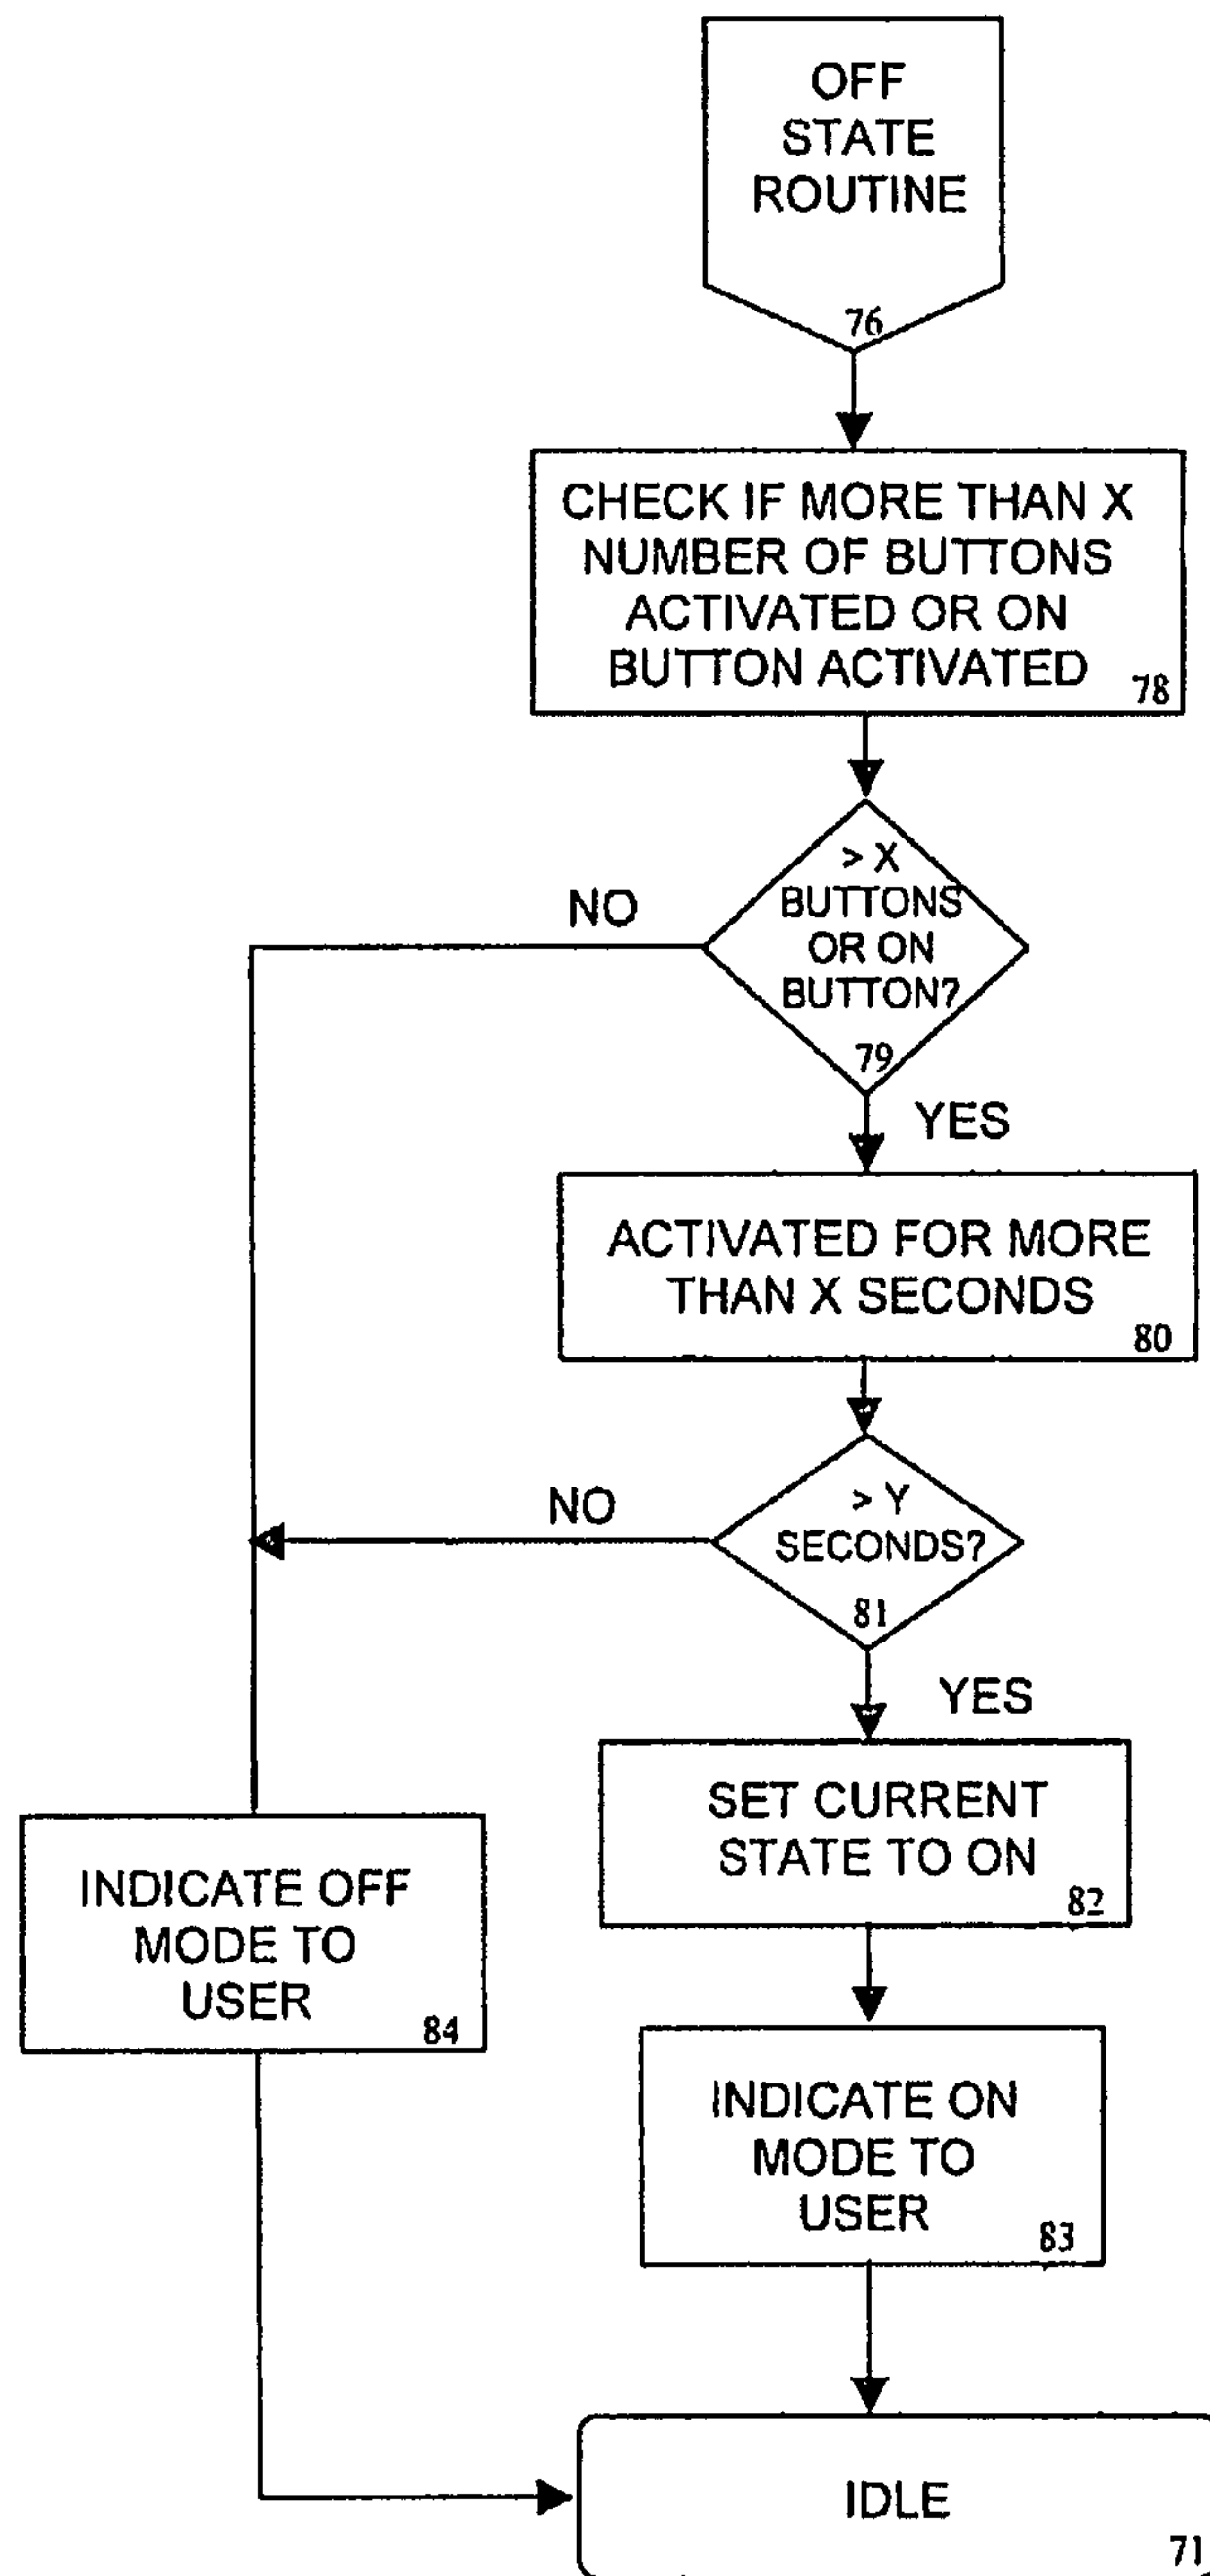 OFF
STATE
ROUTINE
76
CHECK IF MORE THAN X
NUMBER OF BUTTONS
ACTIVATED OR ON
BUTTON ACTIVATED
78
> X
BUTTONS
OR ON
BUTTON?
79
NO
YES
ACTIVATED FOR MORE
THAN X SECONDS
80
> Y
SECONDS?
81
NO
YES
SET CURRENT
STATE TO ON
82
INDICATE OFF
MODE TO
USER
84
INDICATE ON
MODE TO
USER
83
IDLE
71